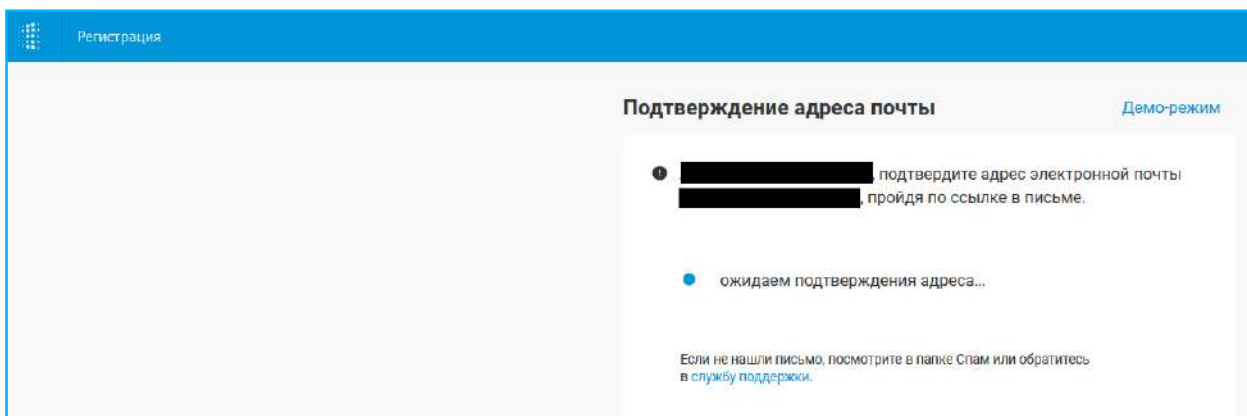 Регистрация
Подтверждение адреса почты
Демо-режим
, подтвердите адрес электронной почты
, пройдя по ссылке в письме.
ожидаем подтверждения адреса...
Если не нашли письмо, посмотрите в папке Спам или обратитесь
в службу поддержки.